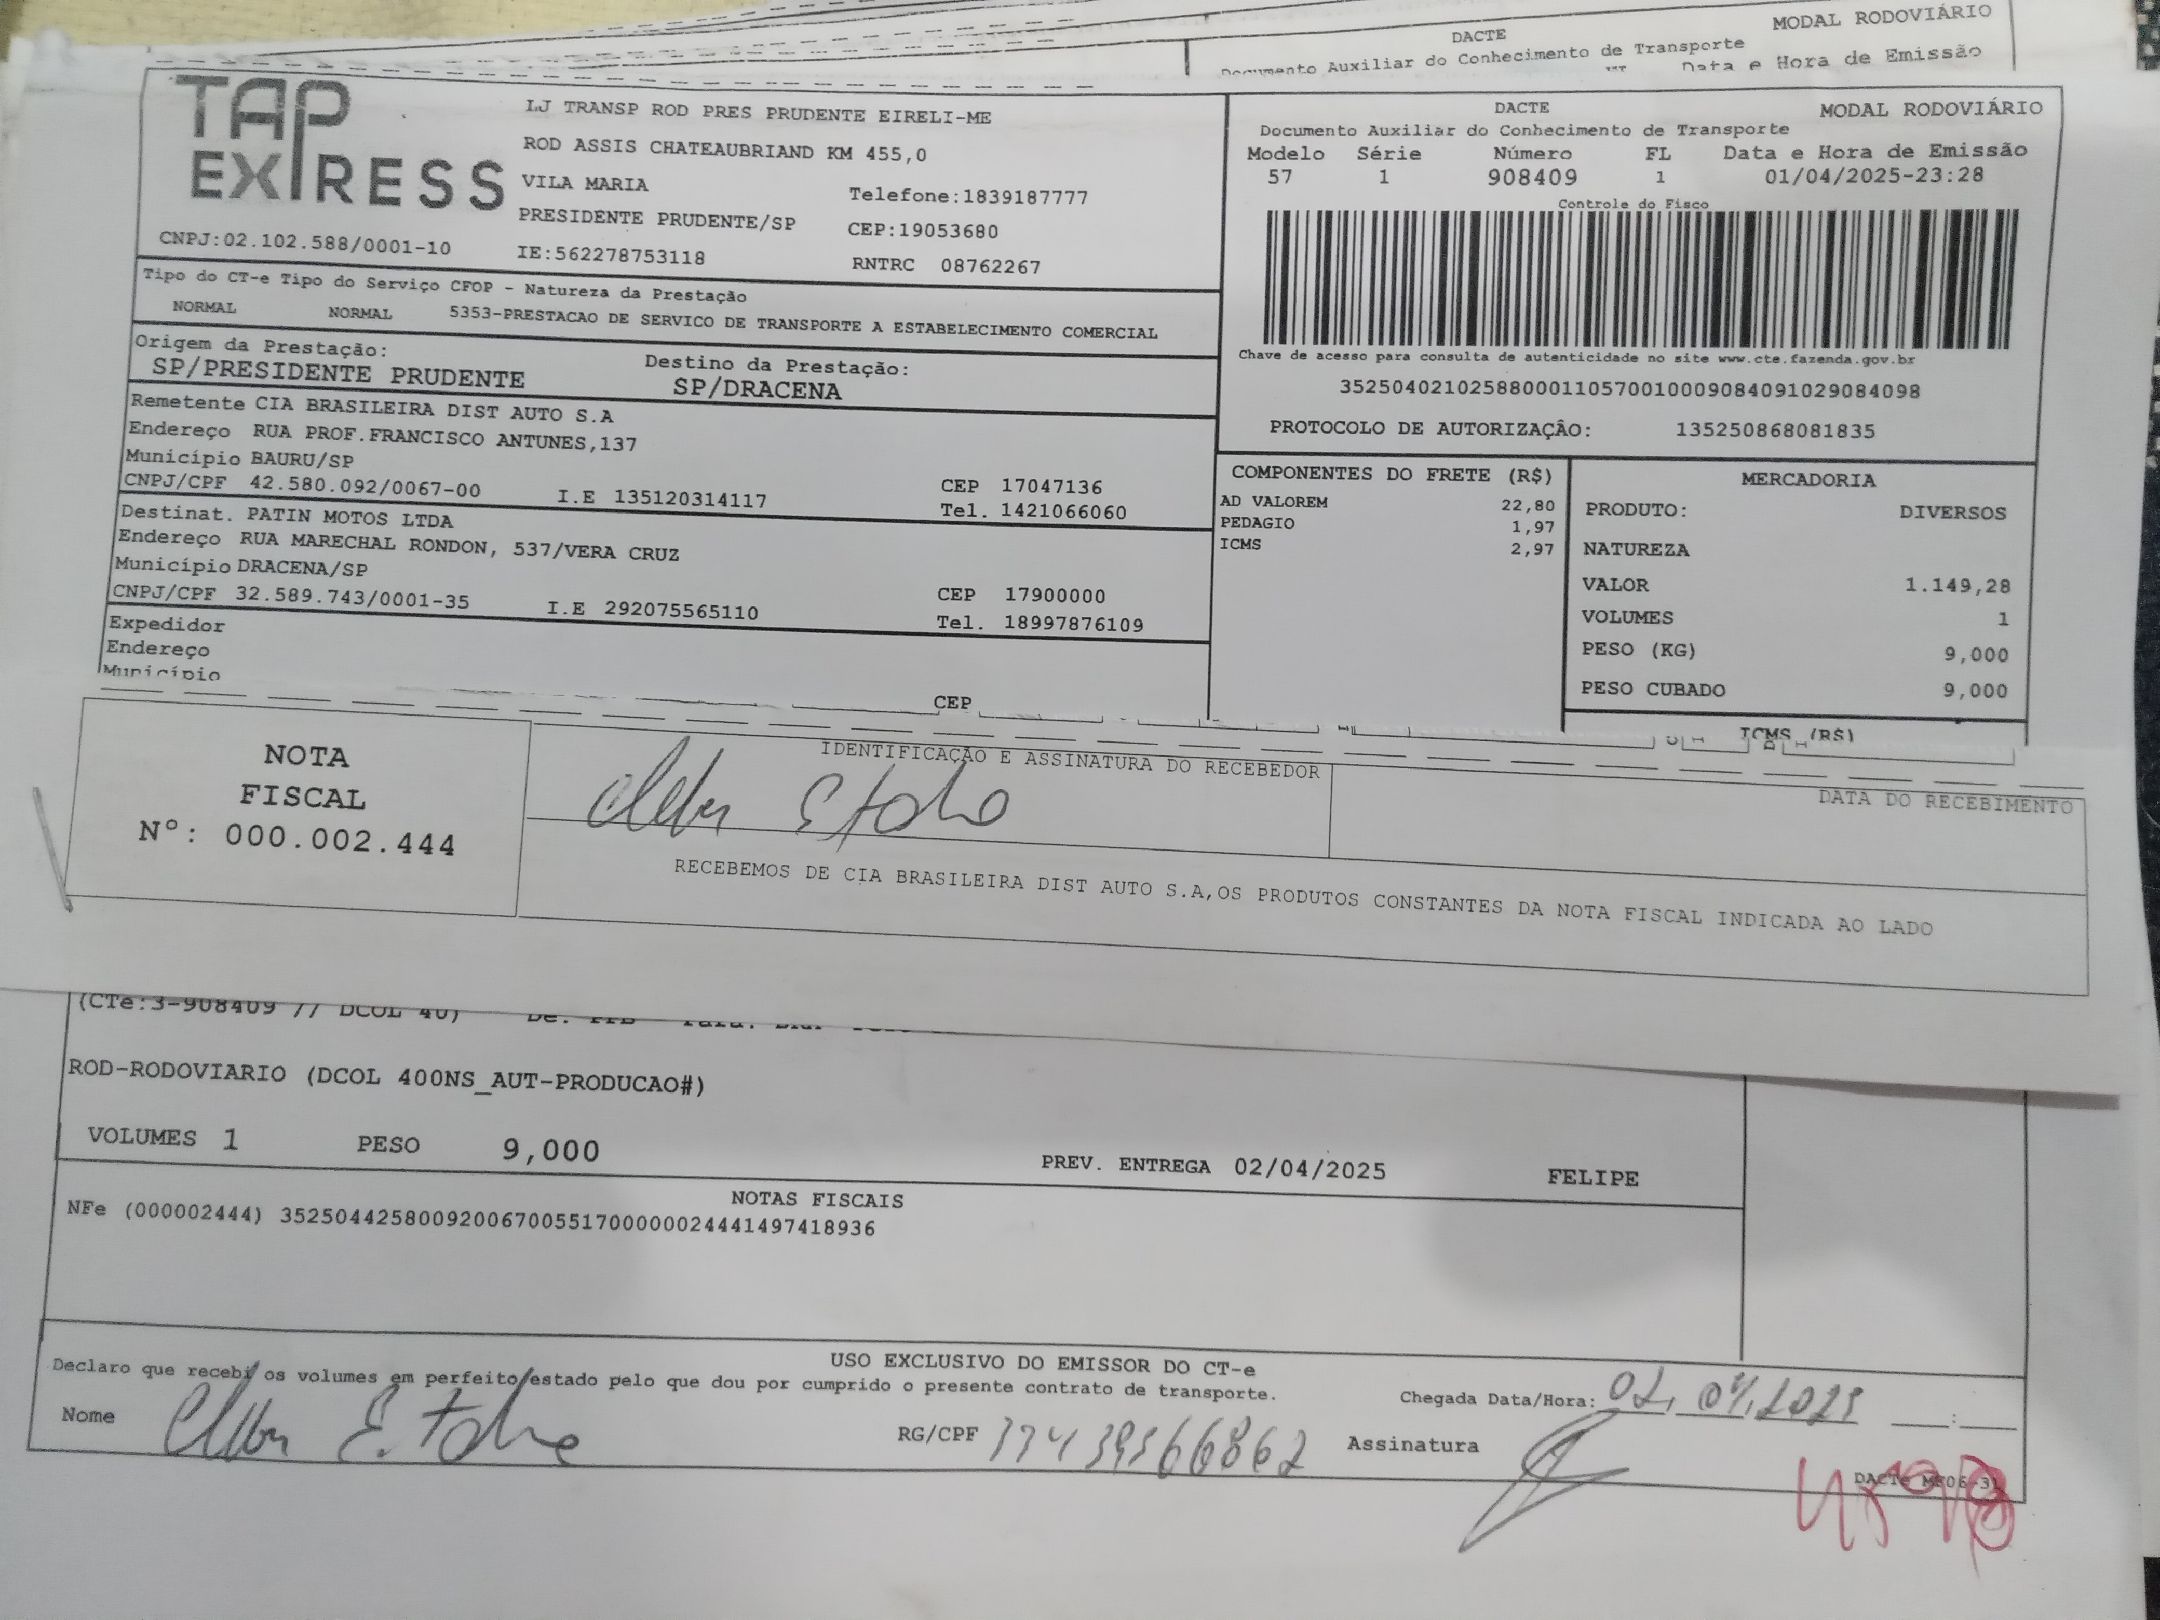 DACTE
MODAL RODOVIÁRIO
Documento Auxiliar do Conhecimento de Transporte
Data e Hora de Emissão
TAP EXPRESS
LJ TRANSP ROD PRES PRUDENTE EIRELI-ME
ROD ASSIS CHATEAUBRIAND KM 455,0
VILA MARIA
Telefone:1839187777
PRESIDENTE PRUDENTE/SP
CEP:19053680
CNPJ:02.102.588/0001-10
IE:562278753118
RNTRC 08762267
DACTE
MODAL RODOVIÁRIO
Documento Auxiliar do Conhecimento de Transporte
Modelo Série Número FL Data e Hora de Emissão
57 1 908409 1 01/04/2025-23:28
Controle do Fisco
Chave de acesso para consulta de autenticidade no site www.cte.fazenda.gov.br
35250402102588000110570010009084091029084098
PROTOCOLO DE AUTORIZAÇÃO: 135250868081835
Tipo do CT-e Tipo do Serviço CFOP - Natureza da Prestação
NORMAL NORMAL 5353-PRESTACAO DE SERVICO DE TRANSPORTE A ESTABELECIMENTO COMERCIAL
Origem da Prestação: Destino da Prestação:
SP/PRESIDENTE PRUDENTE SP/DRACENA
Remetente CIA BRASILEIRA DIST AUTO S.A
Endereço RUA PROF.FRANCISCO ANTUNES,137
Município BAURU/SP
CEP 17047136
CNPJ/CPF 42.580.092/0067-00 I.E 135120314117 Tel. 1421066060
Destinat. PATIN MOTOS LTDA
Endereço RUA MARECHAL RONDON, 537/VERA CRUZ
Município DRACENA/SP
CEP 17900000
CNPJ/CPF 32.589.743/0001-35 I.E 292075565110 Tel. 18997876109
Expedidor
Endereço
Município
CEP
COMPONENTES DO FRETE (R$)
AD VALOREM 22,80
PEDAGIO 1,97
ICMS 2,97
MERCADORIA
PRODUTO: DIVERSOS
NATUREZA
VALOR 1.149,28
VOLUMES 1
PESO (KG) 9,000
PESO CUBADO 9,000
ICMS (R$)
NOTA
FISCAL
Nº: 000.002.444
IDENTIFICAÇÃO E ASSINATURA DO RECEBEDOR
DATA DO RECEBIMENTO
RECEBEMOS DE CIA BRASILEIRA DIST AUTO S.A,OS PRODUTOS CONSTANTES DA NOTA FISCAL INDICADA AO LADO
(CTe:3-908409 // DCOL 40)
ROD-RODOVIARIO (DCOL 400NS_AUT-PRODUCAO#)
VOLUMES 1 PESO 9,000 PREV. ENTREGA 02/04/2025 FELIPE
NOTAS FISCAIS
NFe (000002444) 35250442580092006700551700000024441497418936
USO EXCLUSIVO DO EMISSOR DO CT-e
Declaro que recebi os volumes em perfeito estado pelo que dou por cumprido o presente contrato de transporte.
Chegada Data/Hora: 02, 04, 2025
Nome
RG/CPF 37439566862
Assinatura